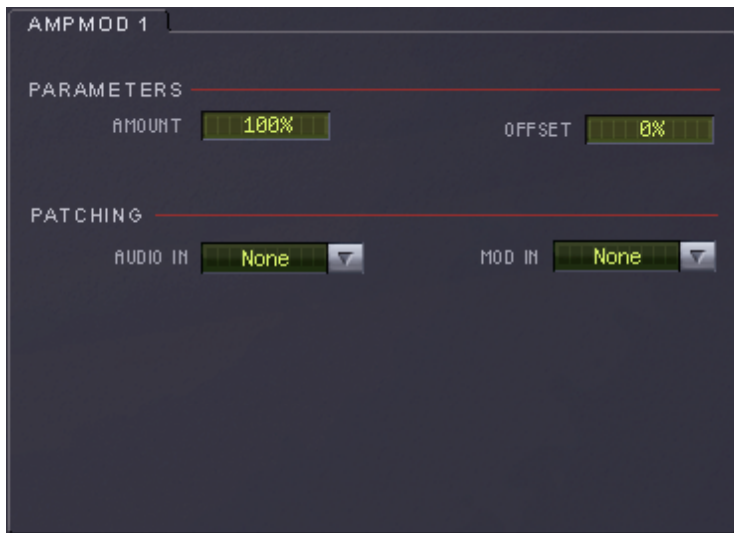 AMPMOD 1
PARAMETERS
AMOUNT 100% OFFSET 0%
PATCHING
AUDIO IN None MOD IN None